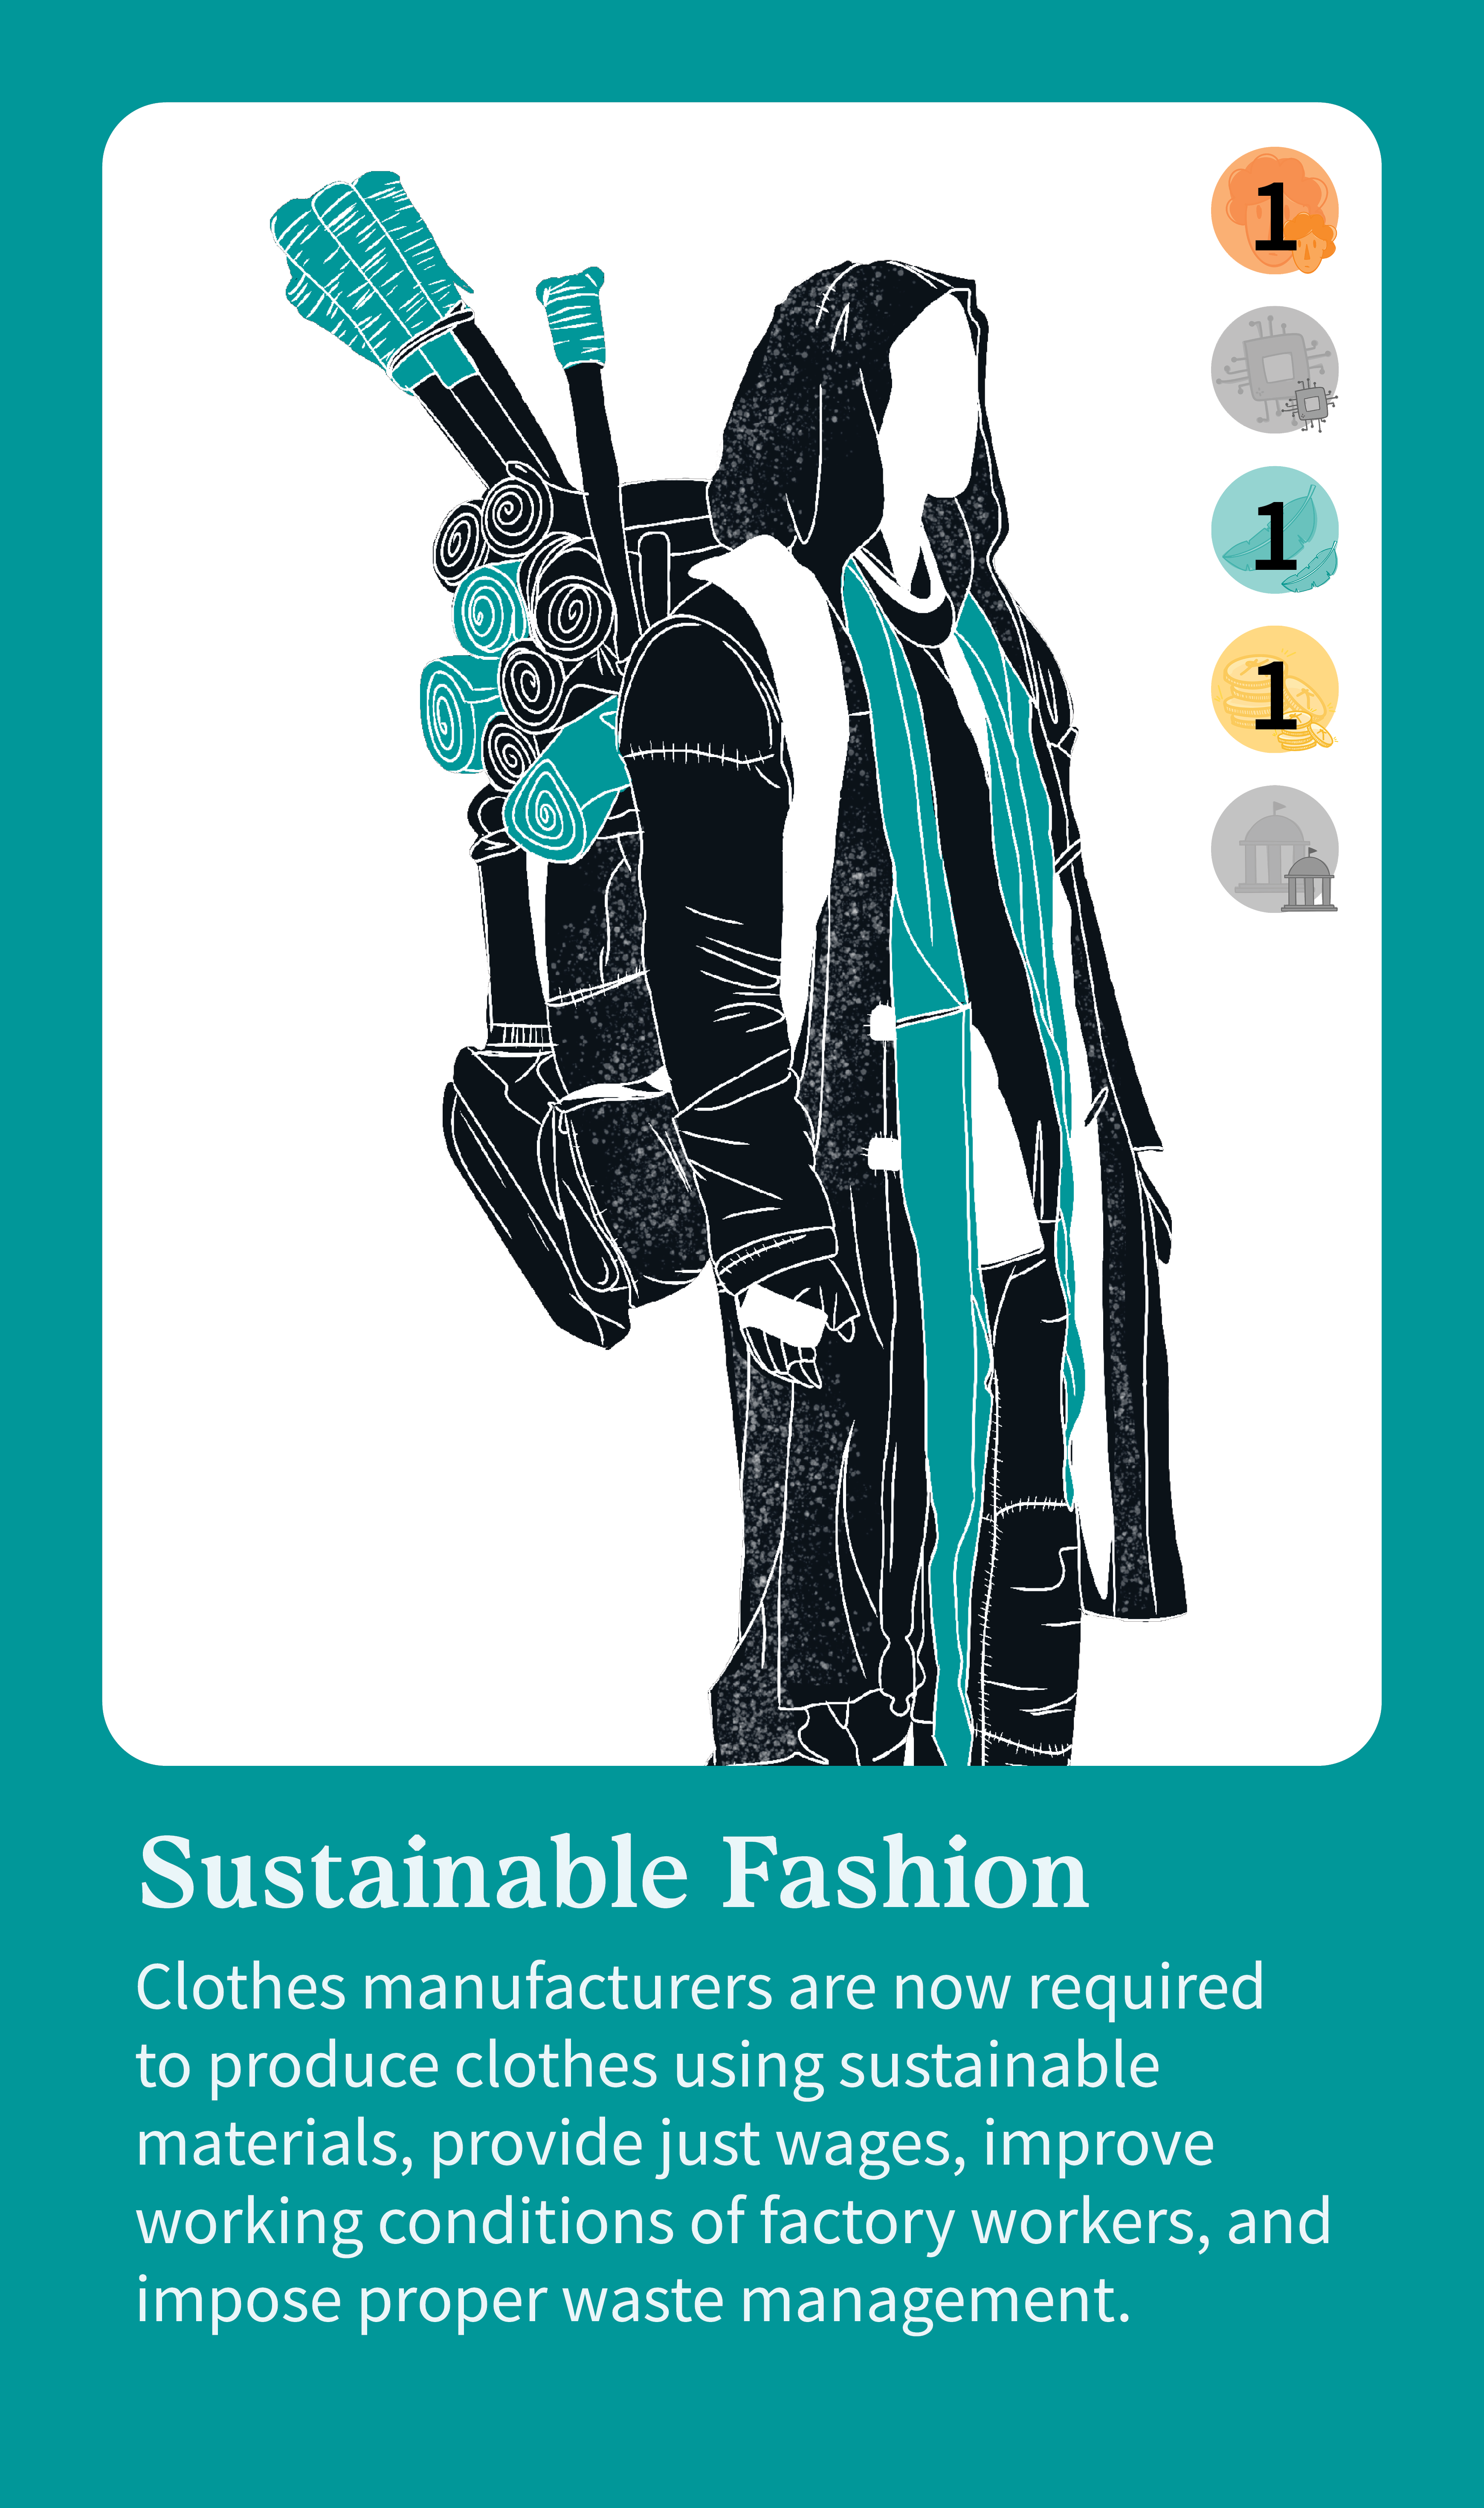 1
1
1
Sustainable Fashion
Clothes manufacturers are now required
to produce clothes using sustainable
materials, provide just wages, improve
working conditions of factory workers, and
impose proper waste management.